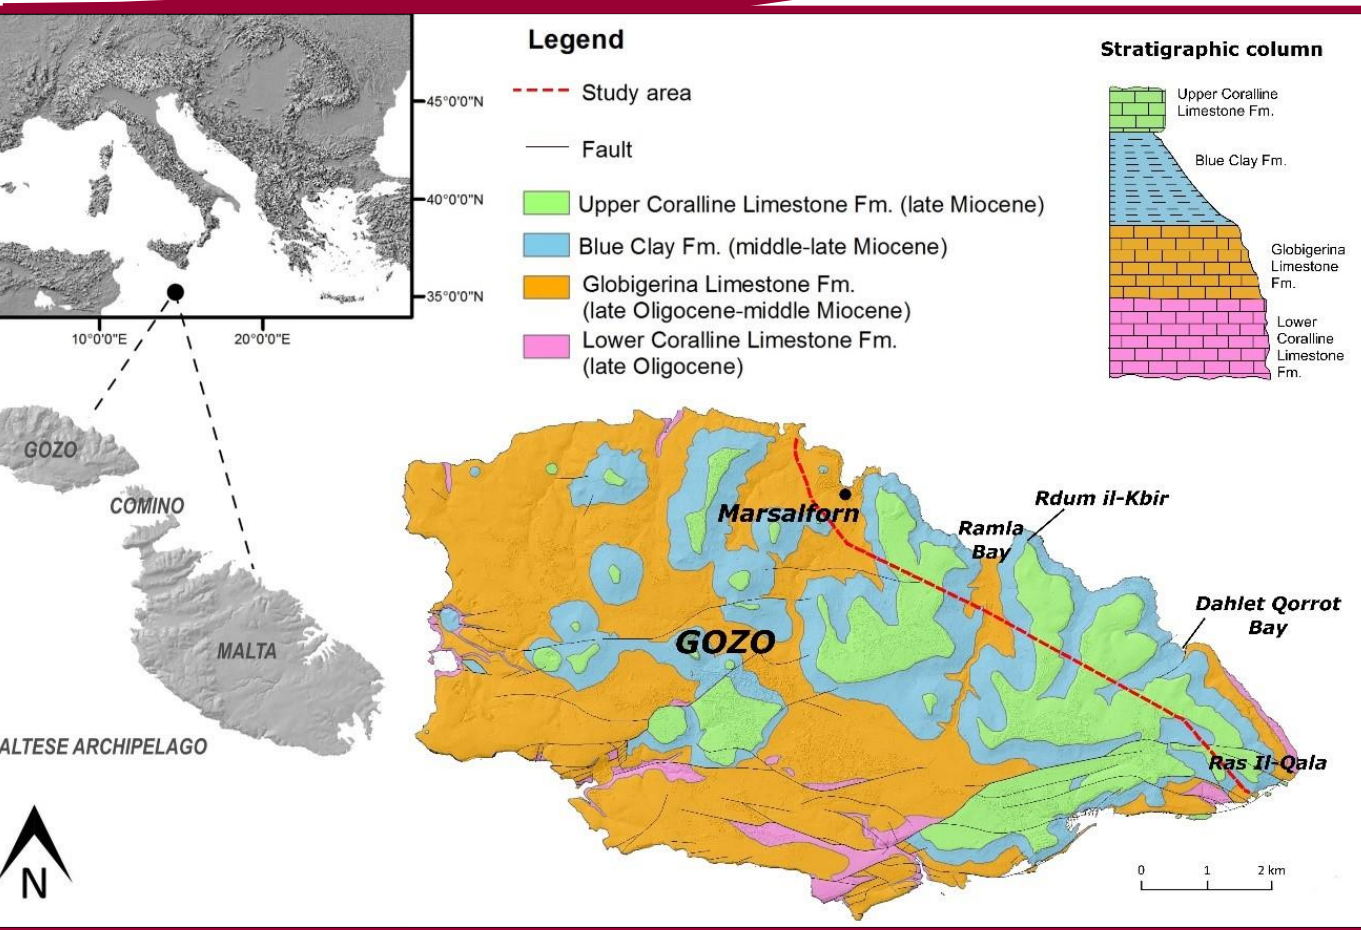 Legend
Study area
Fault
Upper Coralline Limestone Fm. (late Miocene)
Blue Clay Fm. (middle-late Miocene)
Globigerina Limestone Fm.
(late Oligocene-middle Miocene)
Lower Coralline Limestone Fm.
(late Oligocene)
Stratigraphic column
Upper Coralline
Limestone Fm.
Blue Clay Fm.
Globigerina
Limestone
Fm.
Lower
Coralline
Limestone
Fm.
45°0'0"N
40°0'0"N
35°0'0"N
10°0'0"E
20°0'0"E
GOZO
COMINO
MALTA
ALTESE ARCHIPELAGO
N
Marsalforn
Ramla
Bay
Rdum il-Kbir
Dahlet Qorrot
Bay
GOZO
Ras Il-Qala
0 1 2 km